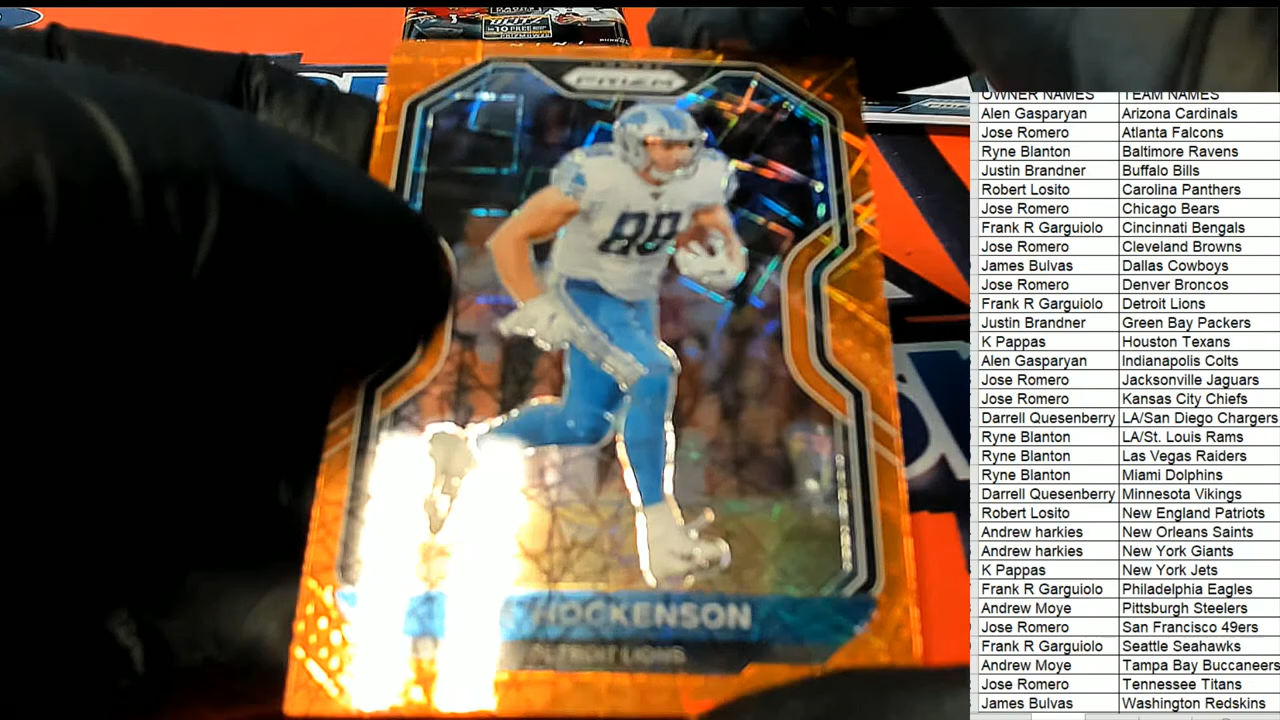 10 FREE
PRIZM
88
HOCKENSON
DETROIT LIONS
OWNER NAMES TEAM NAMES
Alen Gasparyan Arizona Cardinals
Jose Romero Atlanta Falcons
Ryne Blanton Baltimore Ravens
Justin Brandner Buffalo Bills
Robert Losito Carolina Panthers
Jose Romero Chicago Bears
Frank R Garguiolo Cincinnati Bengals
Jose Romero Cleveland Browns
James Bulvas Dallas Cowboys
Jose Romero Denver Broncos
Frank R Garguiolo Detroit Lions
Justin Brandner Green Bay Packers
K Pappas Houston Texans
Alen Gasparyan Indianapolis Colts
Jose Romero Jacksonville Jaguars
Jose Romero Kansas City Chiefs
Darrell Quesenberry LA/San Diego Chargers
Ryne Blanton LA/St. Louis Rams
Ryne Blanton Las Vegas Raiders
Ryne Blanton Miami Dolphins
Darrell Quesenberry Minnesota Vikings
Robert Losito New England Patriots
Andrew harkies New Orleans Saints
Andrew harkies New York Giants
K Pappas New York Jets
Frank R Garguiolo Philadelphia Eagles
Andrew Moye Pittsburgh Steelers
Jose Romero San Francisco 49ers
Frank R Garguiolo Seattle Seahawks
Andrew Moye Tampa Bay Buccaneers
Jose Romero Tennessee Titans
James Bulvas Washington Redskins